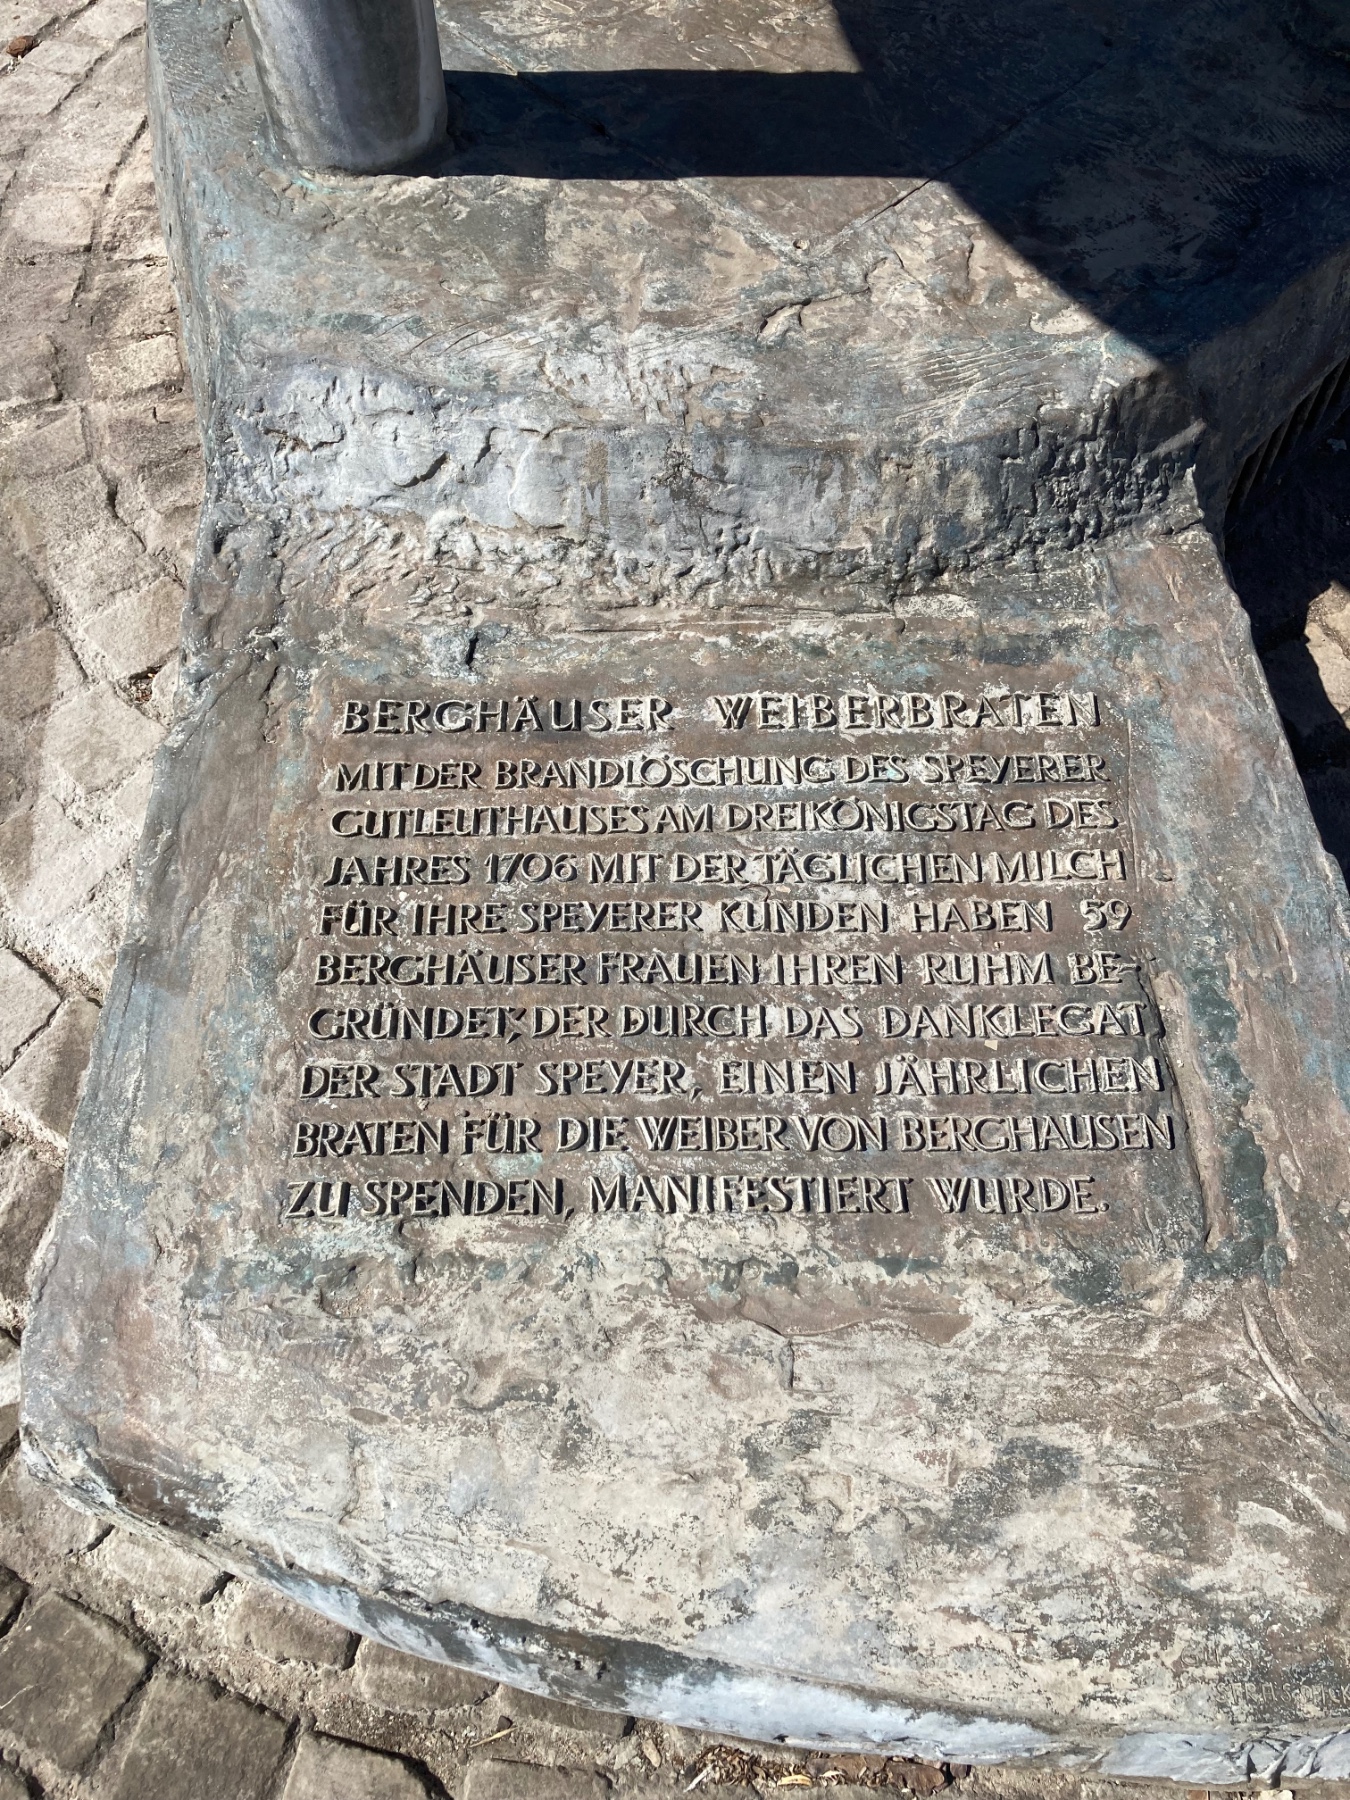 BERGHÄUSER WEIBERBRATEN
MIT DER BRANDLÖSCHUNG DES SPEYERER
GUTLEUTHAUSES AM DREIKÖNIGSTAG DES
JAHRES 1706 MIT DER TÄGLICHEN MILCH
FÜR IHRE SPEYERER KUNDEN HABEN 59
BERGHÄUSER FRAUEN IHREN RUHM BE-
GRÜNDET, DER DURCH DAS DANKLEGAT
DER STADT SPEYER, EINEN JÄHRLICHEN
BRATEN FÜR DIE WEIBER VON BERGHAUSEN
ZU SPENDEN, MANIFESTIERT WURDE.